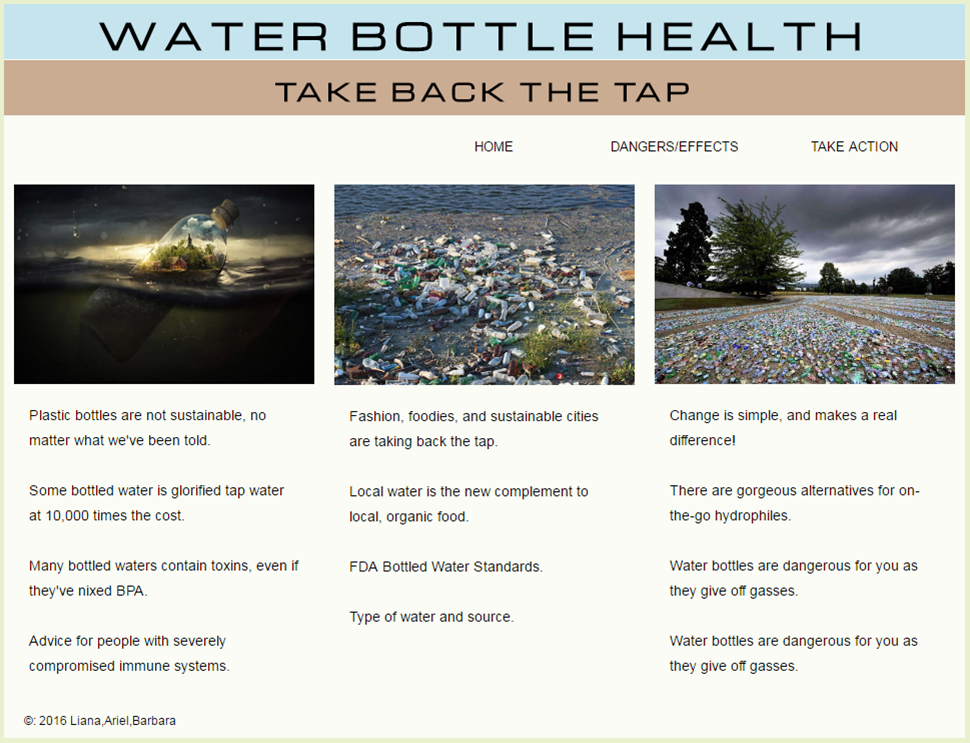 WATER BOTTLE HEALTH
TAKE BACK THE TAP
HOME DANGERS/EFFECTS TAKE ACTION
Plastic bottles are not sustainable, no
matter what we've been told.
Some bottled water is glorified tap water
at 10,000 times the cost.
Many bottled waters contain toxins, even if
they've nixed BPA.
Advice for people with severely
compromised immune systems.
Fashion, foodies, and sustainable cities
are taking back the tap.
Local water is the new complement to
local, organic food.
FDA Bottled Water Standards.
Type of water and source.
Change is simple, and makes a real
difference!
There are gorgeous alternatives for on-
the-go hydrophiles.
Water bottles are dangerous for you as
they give off gasses.
Water bottles are dangerous for you as
they give off gasses.
©: 2016 Liana,Ariel,Barbara